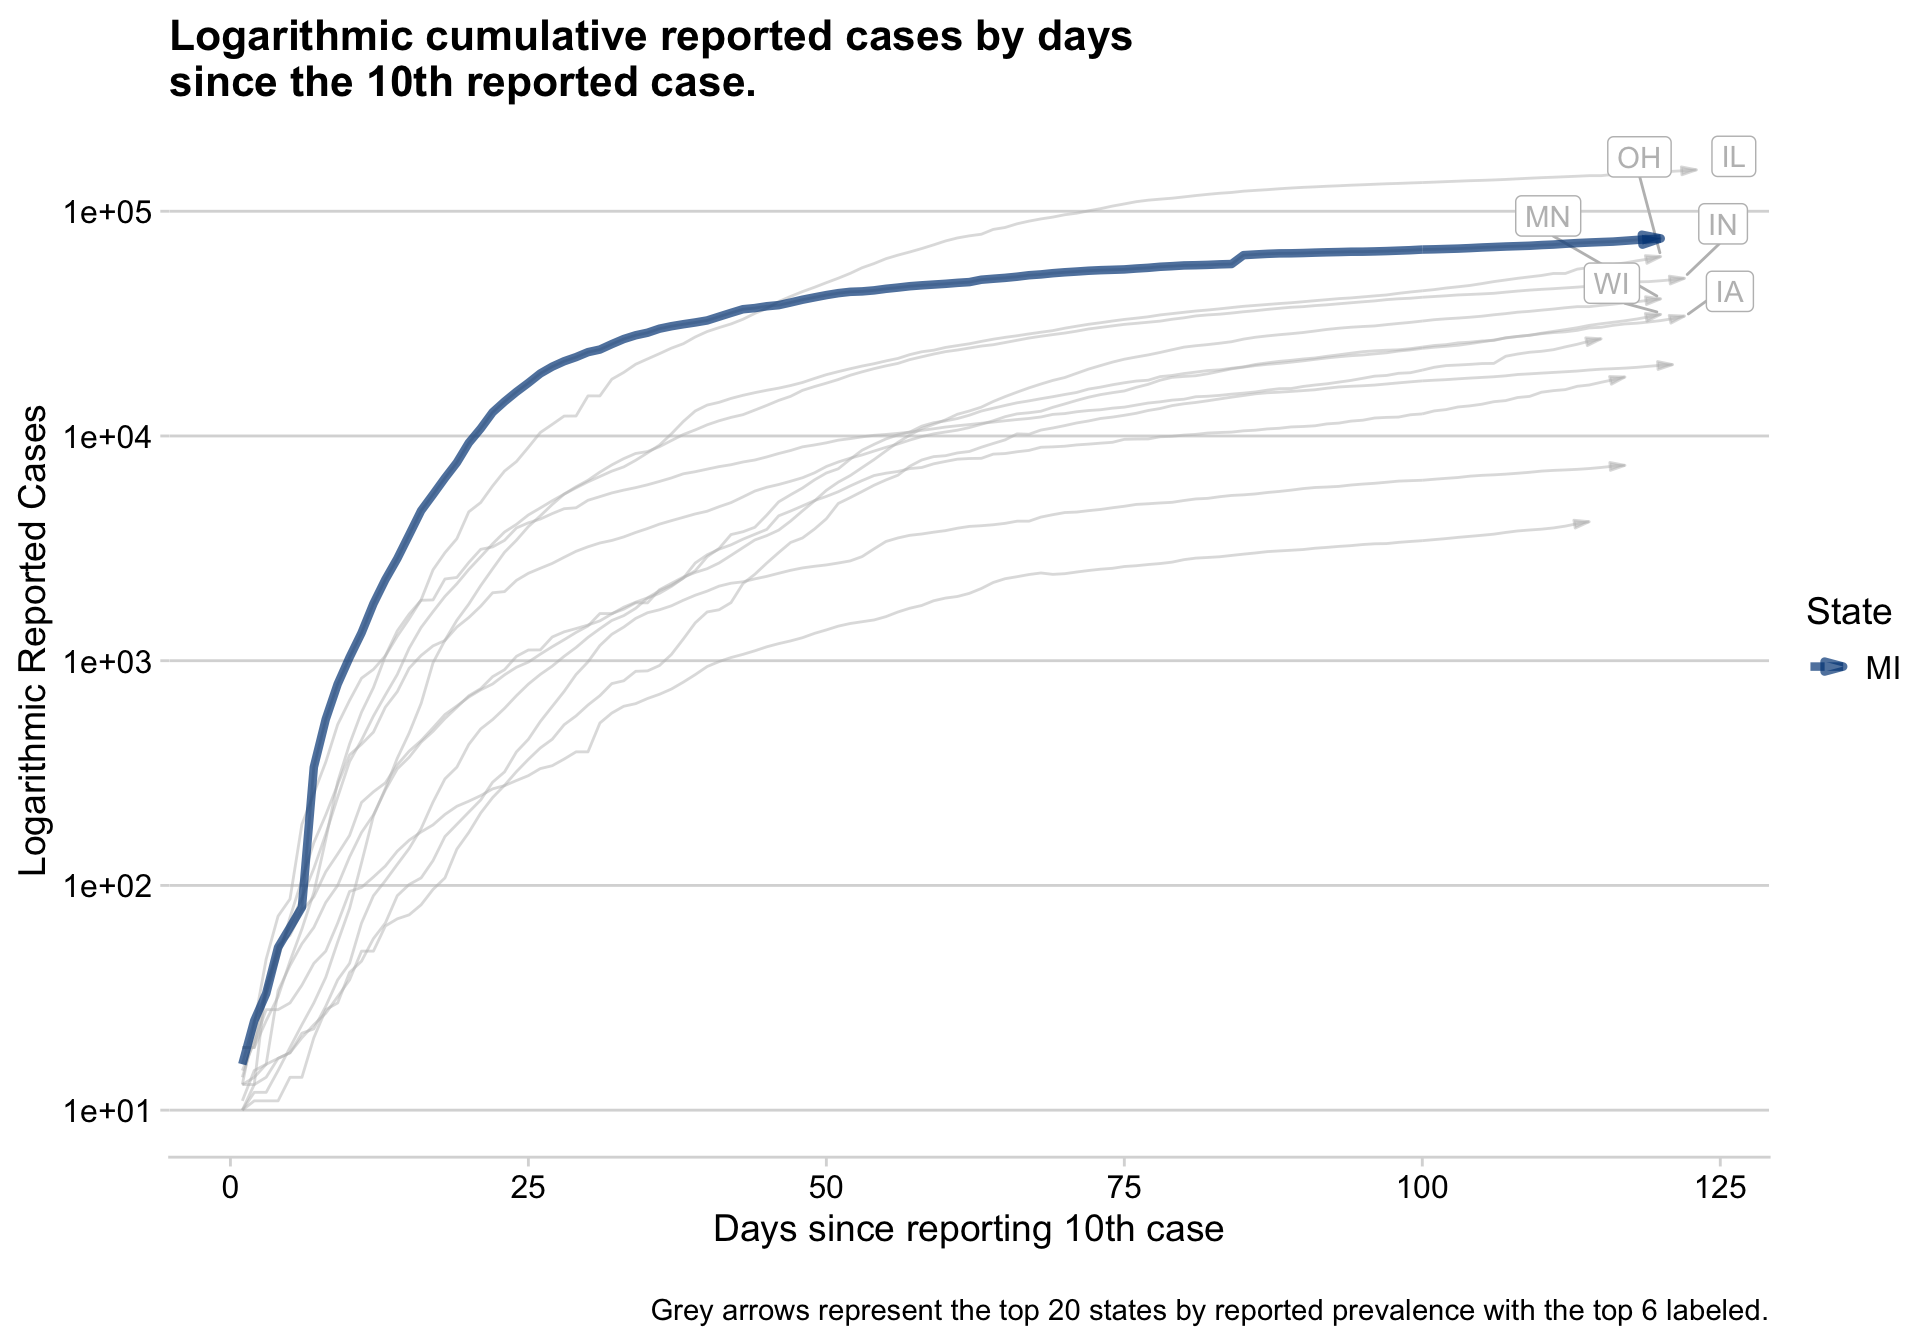 Logarithmic cumulative reported cases by days
since the 10th reported case.
OH
IL
MN
IN
WI
IA
1e+05
1e+04
1e+03
1e+02
1e+01
Logarithmic Reported Cases
State
MI
0 25 50 75 100 125
Days since reporting 10th case
Grey arrows represent the top 20 states by reported prevalence with the top 6 labeled.